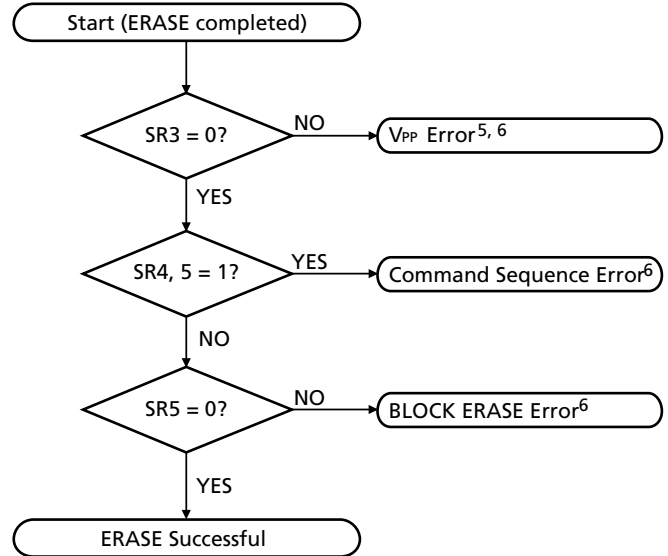 Start (ERASE completed)
SR3 = 0?
NO
VPP Error5, 6
YES
SR4, 5 = 1?
YES
Command Sequence Error6
NO
SR5 = 0?
NO
BLOCK ERASE Error6
YES
ERASE Successful